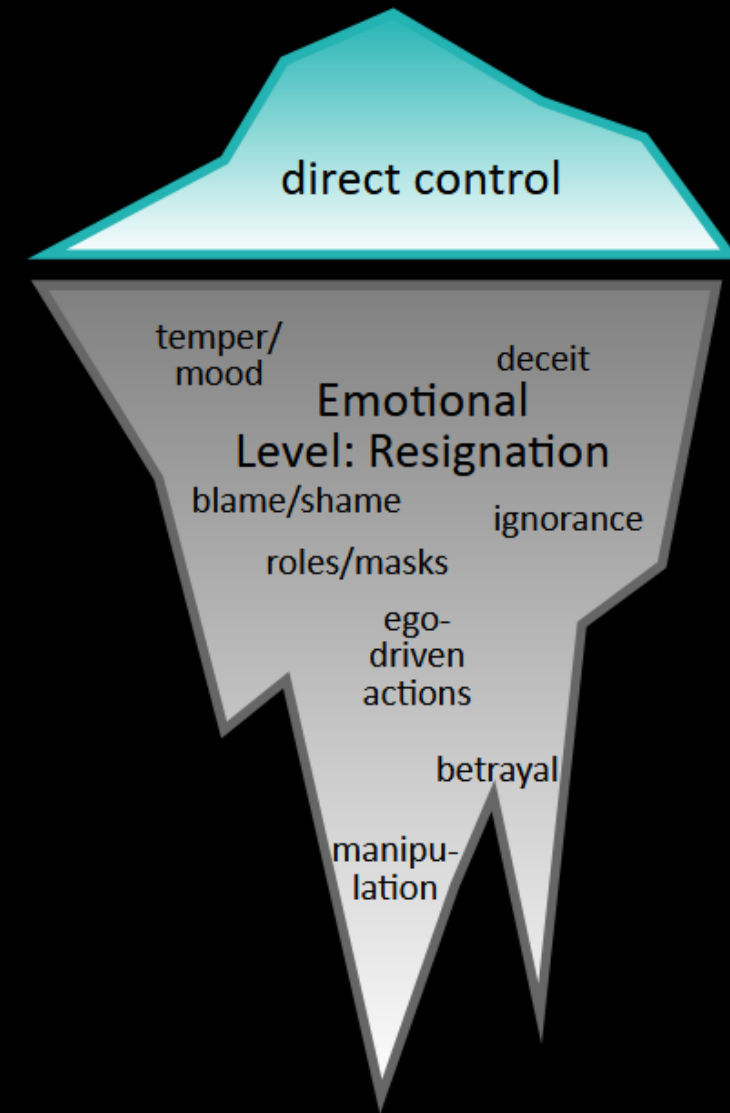 direct control
temper/
mood
deceit
Emotional
Level: Resignation
blame/shame
ignorance
roles/masks
ego-
driven
actions
betrayal
manipu-
lation